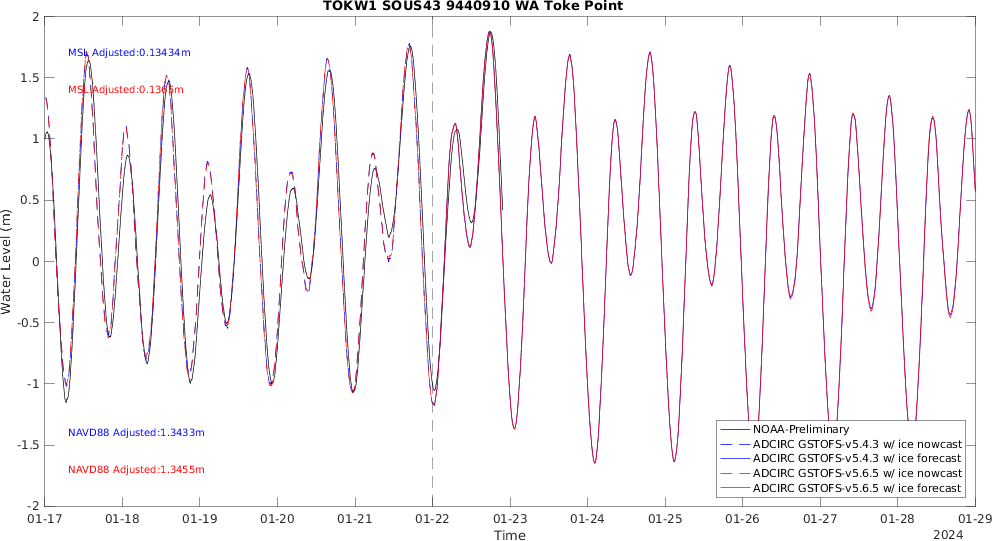 TOKW1 SOUS43 9440910 WA Toke Point
MSL Adjusted:0.13434m
MSL Adjusted:0.1365m
NAVD88 Adjusted:1.3433m
NAVD88 Adjusted:1.3455m
Water Level (m)
2
1.5
1
0.5
0
-0.5
-1
-1.5
-2
NOAA-Preliminary
ADCIRC GSTOFS-v5.4.3 w/ ice nowcast
ADCIRC GSTOFS-v5.4.3 w/ ice forecast
ADCIRC GSTOFS-v5.6.5 w/ ice nowcast
ADCIRC GSTOFS-v5.6.5 w/ ice forecast
01-17 01-18 01-19 01-20 01-21 01-22 01-23 01-24 01-25 01-26 01-27 01-28 01-29
Time
2024